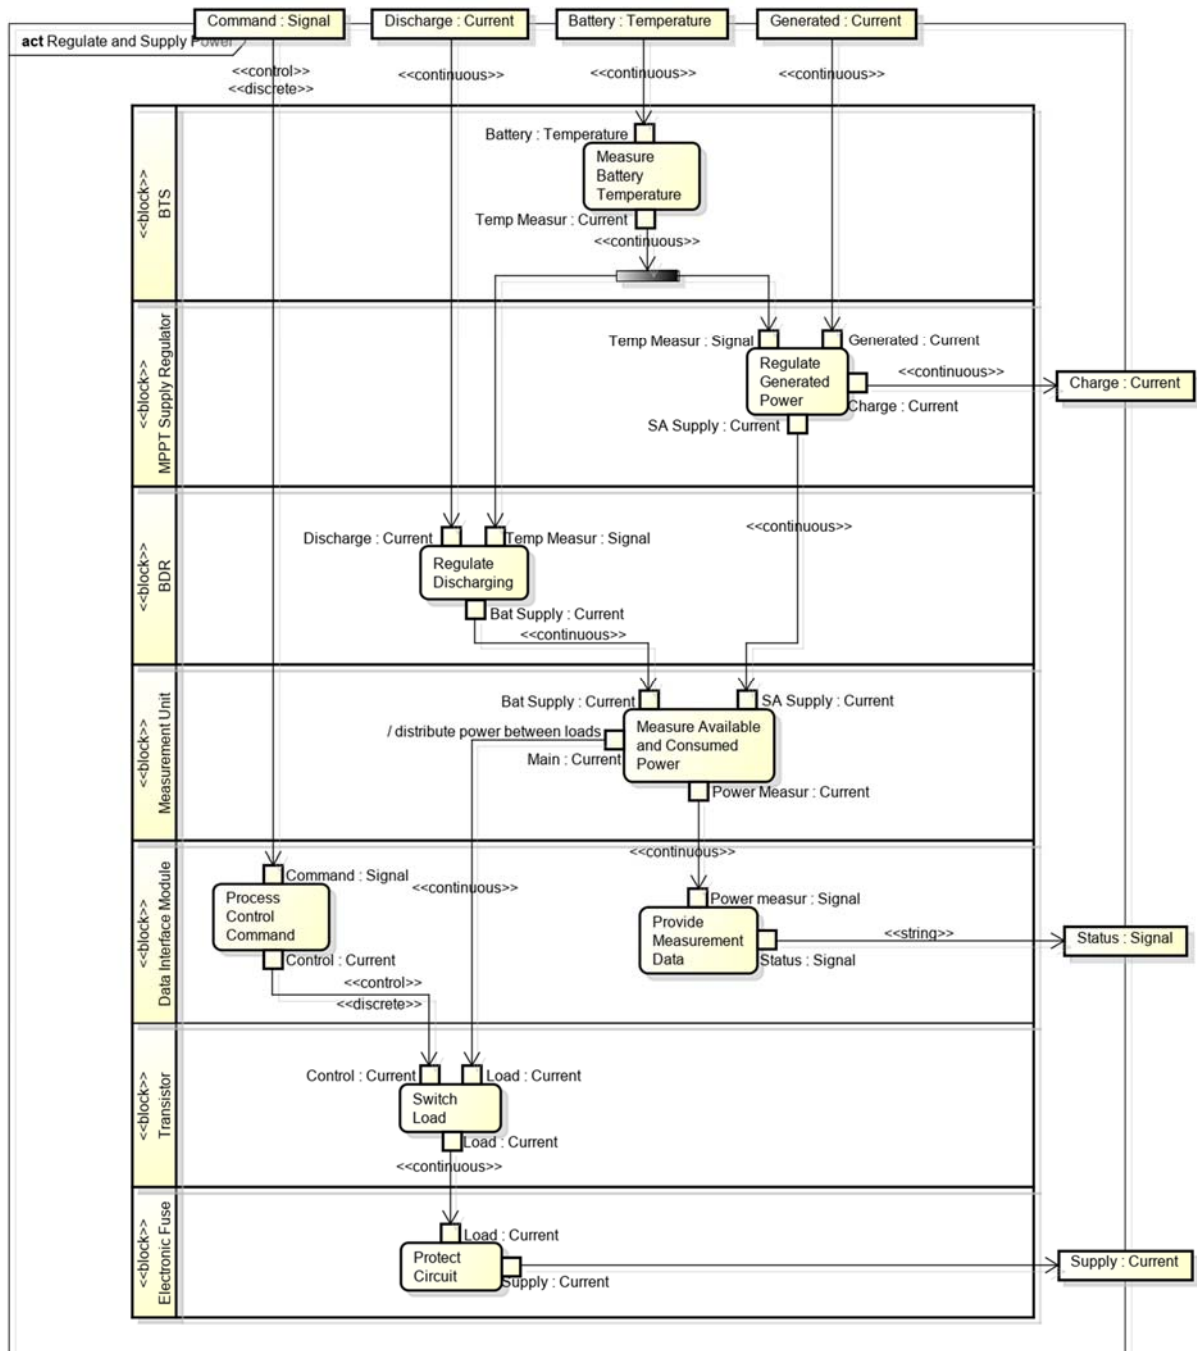 Command : Signal
Discharge : Current
Battery : Temperature
Generated : Current
act Regulate and Supply Power
<<control>>
<<discrete>>
<<continuous>>
<<continuous>>
<<continuous>>
<<block>>
BTS
Battery : Temperature
Measure
Battery
Temperature
Temp Measur : Current
<<continuous>>
<<block>>
MPPT Supply Regulator
Temp Measur : Signal
Generated : Current
Regulate
Generated
Power
<<continuous>>
Charge : Current
Charge : Current
SA Supply : Current
<<continuous>>
<<block>>
BDR
Discharge : Current
Temp Measur : Signal
Regulate
Discharging
Bat Supply : Current
<<continuous>>
<<block>>
Measurement Unit
Bat Supply : Current
SA Supply : Current
/ distribute power between loads
Main : Current
Measure Available
and Consumed
Power
Power Measur : Current
<<continuous>>
<<block>>
Data Interface Module
Command : Signal
<<continuous>>
Process
Control
Command
Control : Current
<<control>>
<<discrete>>
Power measur : Signal
Provide
Measurement
Data
<<string>>
Status : Signal
Status : Signal
<<block>>
Transistor
Control : Current
Load : Current
Switch
Load
Load : Current
<<continuous>>
<<block>>
Electronic Fuse
Load : Current
Protect
Circuit
Supply : Current
Supply : Current